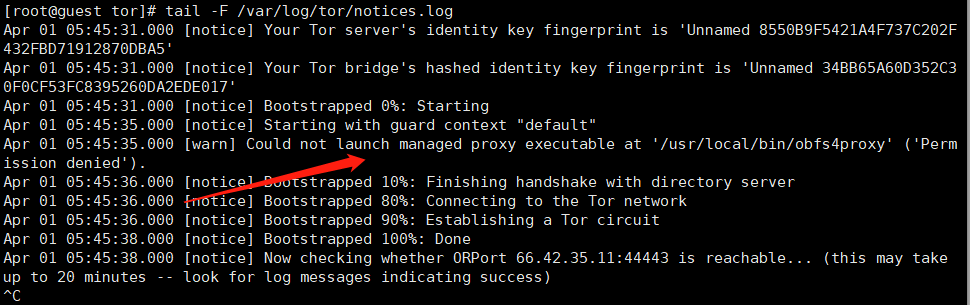 [root@guest tor]# tail -F /var/log/tor/notices.log
Apr 01 05:45:31.000 [notice] Your Tor server's identity key fingerprint is 'Unnamed 8550B9F5421A4F737C202F
432FBD71912870DBA5'
Apr 01 05:45:31.000 [notice] Your Tor bridge's hashed identity key fingerprint is 'Unnamed 34BB65A60D352C3
0F0CF53FC8395260DA2EDE017'
Apr 01 05:45:31.000 [notice] Bootstrapped 0%: Starting
Apr 01 05:45:35.000 [notice] Starting with guard context "default"
Apr 01 05:45:35.000 [warn] Could not launch managed proxy executable at '/usr/local/bin/obfs4proxy' ('Perm
ission denied').
Apr 01 05:45:36.000 [notice] Bootstrapped 10%: Finishing handshake with directory server
Apr 01 05:45:36.000 [notice] Bootstrapped 80%: Connecting to the Tor network
Apr 01 05:45:36.000 [notice] Bootstrapped 90%: Establishing a Tor circuit
Apr 01 05:45:38.000 [notice] Bootstrapped 100%: Done
Apr 01 05:45:38.000 [notice] Now checking whether ORPort 66.42.35.11:44443 is reachable... (this may take
up to 20 minutes -- look for log messages indicating success)
^C